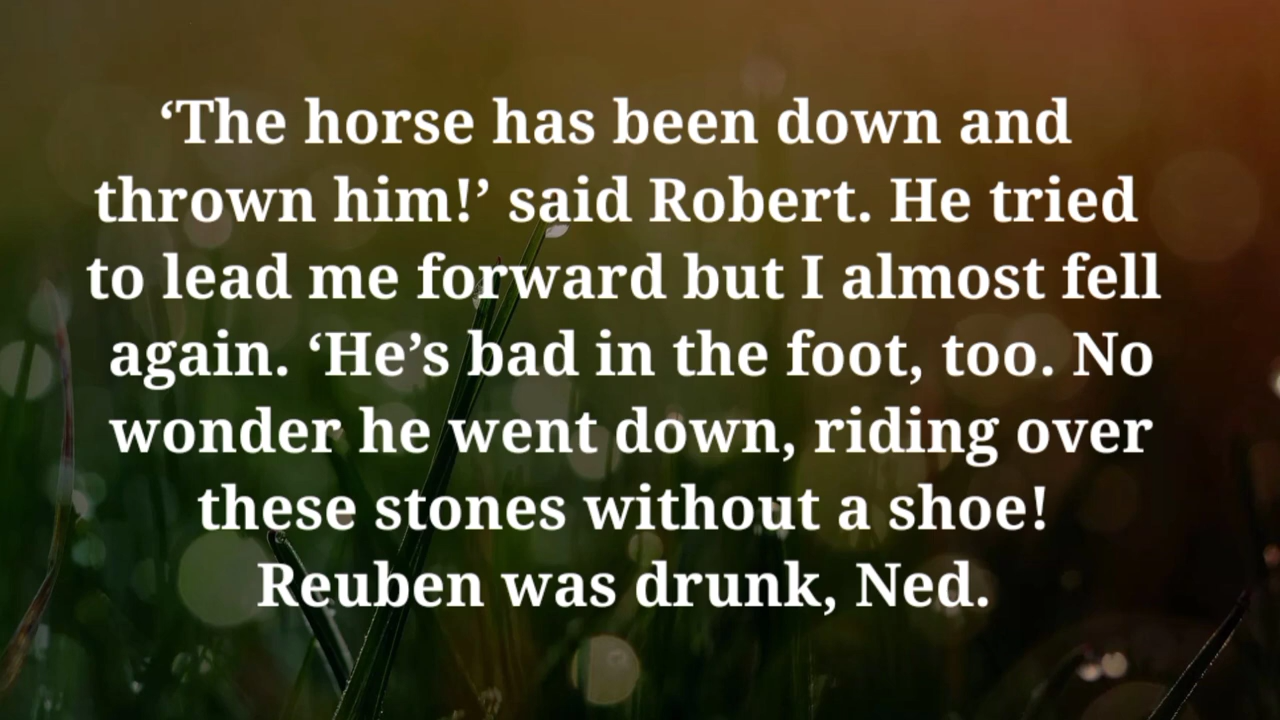 ‘The horse has been down and
thrown him!’ said Robert. He tried
to lead me forward but I almost fell
again. ‘He’s bad in the foot, too. No
wonder he went down, riding over
these stones without a shoe!
Reuben was drunk, Ned.